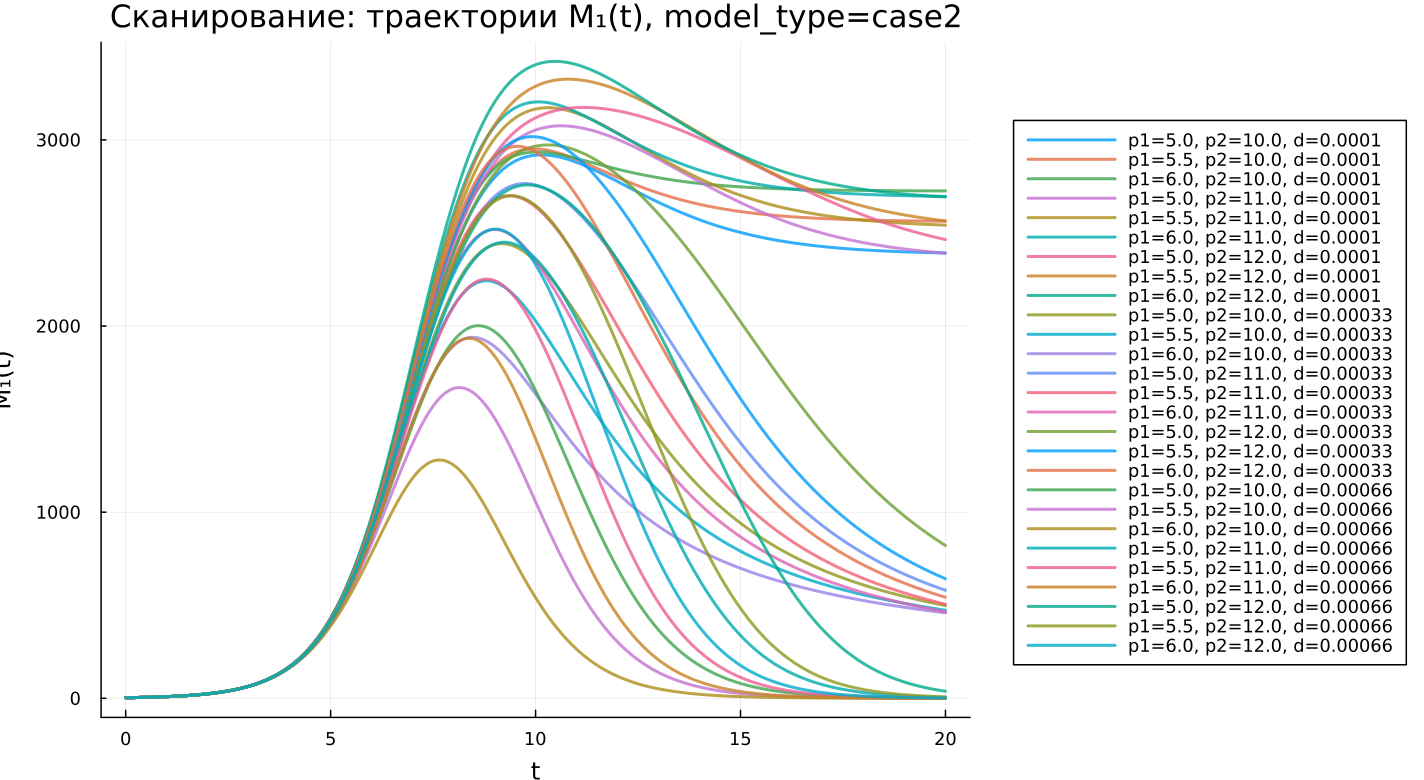 Сканирование: траектории M₁(t), model_type=case2
3000
2000
1000
0
M₁(t)
0 5 10 15 20
t
p1=5.0, p2=10.0, d=0.0001
p1=5.5, p2=10.0, d=0.0001
p1=6.0, p2=10.0, d=0.0001
p1=5.0, p2=11.0, d=0.0001
p1=5.5, p2=11.0, d=0.0001
p1=6.0, p2=11.0, d=0.0001
p1=5.0, p2=12.0, d=0.0001
p1=5.5, p2=12.0, d=0.0001
p1=6.0, p2=12.0, d=0.0001
p1=5.0, p2=10.0, d=0.00033
p1=5.5, p2=10.0, d=0.00033
p1=6.0, p2=10.0, d=0.00033
p1=5.0, p2=11.0, d=0.00033
p1=5.5, p2=11.0, d=0.00033
p1=6.0, p2=11.0, d=0.00033
p1=5.0, p2=12.0, d=0.00033
p1=5.5, p2=12.0, d=0.00033
p1=6.0, p2=12.0, d=0.00033
p1=5.0, p2=10.0, d=0.00066
p1=5.5, p2=10.0, d=0.00066
p1=6.0, p2=10.0, d=0.00066
p1=5.0, p2=11.0, d=0.00066
p1=5.5, p2=11.0, d=0.00066
p1=6.0, p2=11.0, d=0.00066
p1=5.0, p2=12.0, d=0.00066
p1=5.5, p2=12.0, d=0.00066
p1=6.0, p2=12.0, d=0.00066